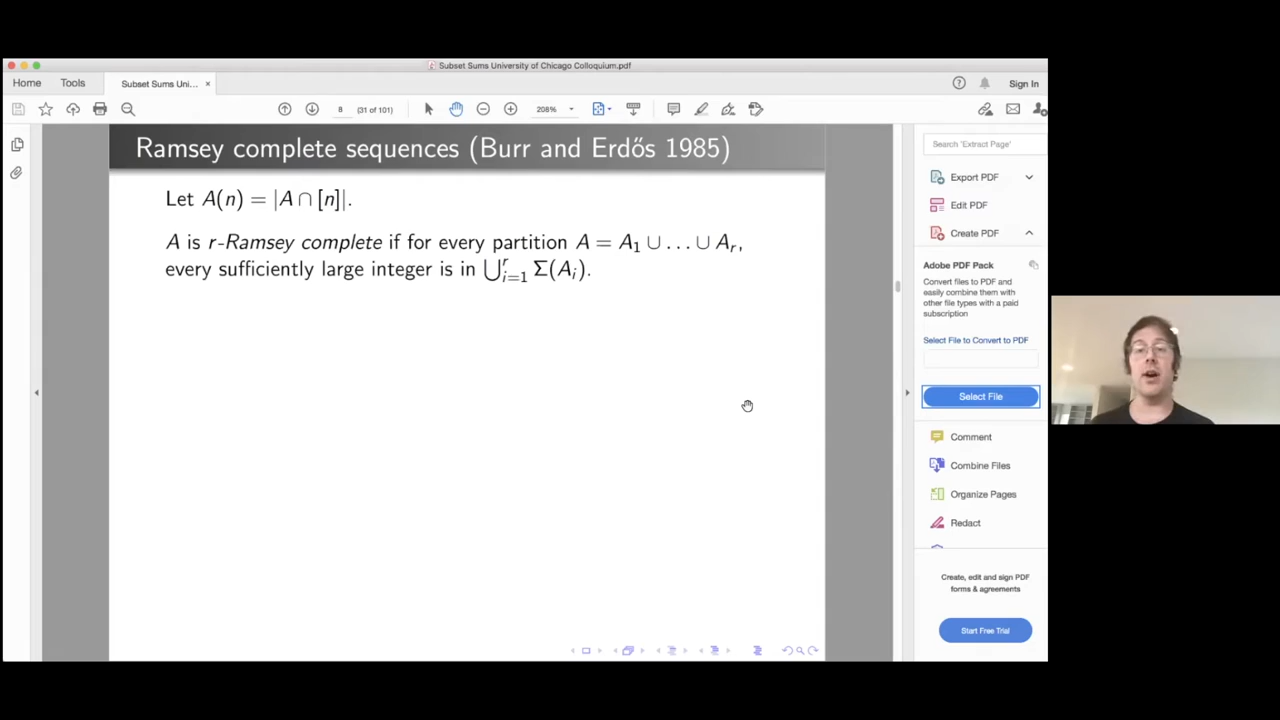 Subset Sums University of Chicago Colloquium.pdf
Home
Tools
Subset Sums Uni...
×
Sign In
8
(31 of 101)
208%
Ramsey complete sequences (Burr and Erdős 1985)
Let A(n) = |A ∩ [n]|.
A is r-Ramsey complete if for every partition A = A₁ ∪ … ∪ Aᵣ,
every sufficiently large integer is in ⋃ᵢ₌₁ʳ Σ(Aᵢ).
Search 'Extract Page'
Export PDF
Edit PDF
Create PDF
Adobe PDF Pack
Convert files to PDF and
easily combine them with
other file types with a paid
subscription
Select File to Convert to PDF
Select File
Comment
Combine Files
Organize Pages
Redact
Create, edit and sign PDF
forms & agreements
Start Free Trial